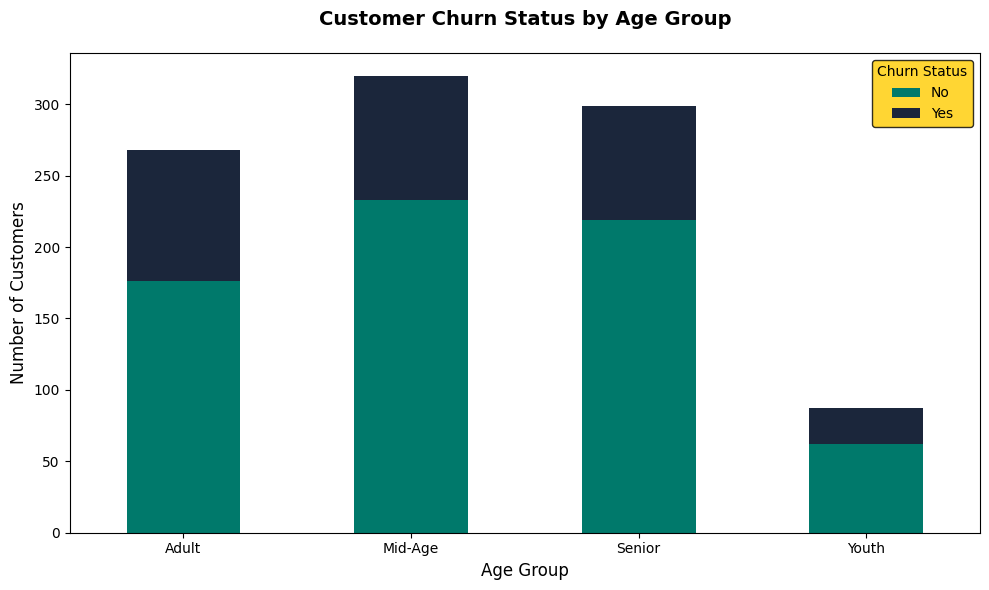 Customer Churn Status by Age Group
Churn Status
No
Yes
Number of Customers
300
250
200
150
100
50
0
Adult Mid-Age Senior Youth
Age Group